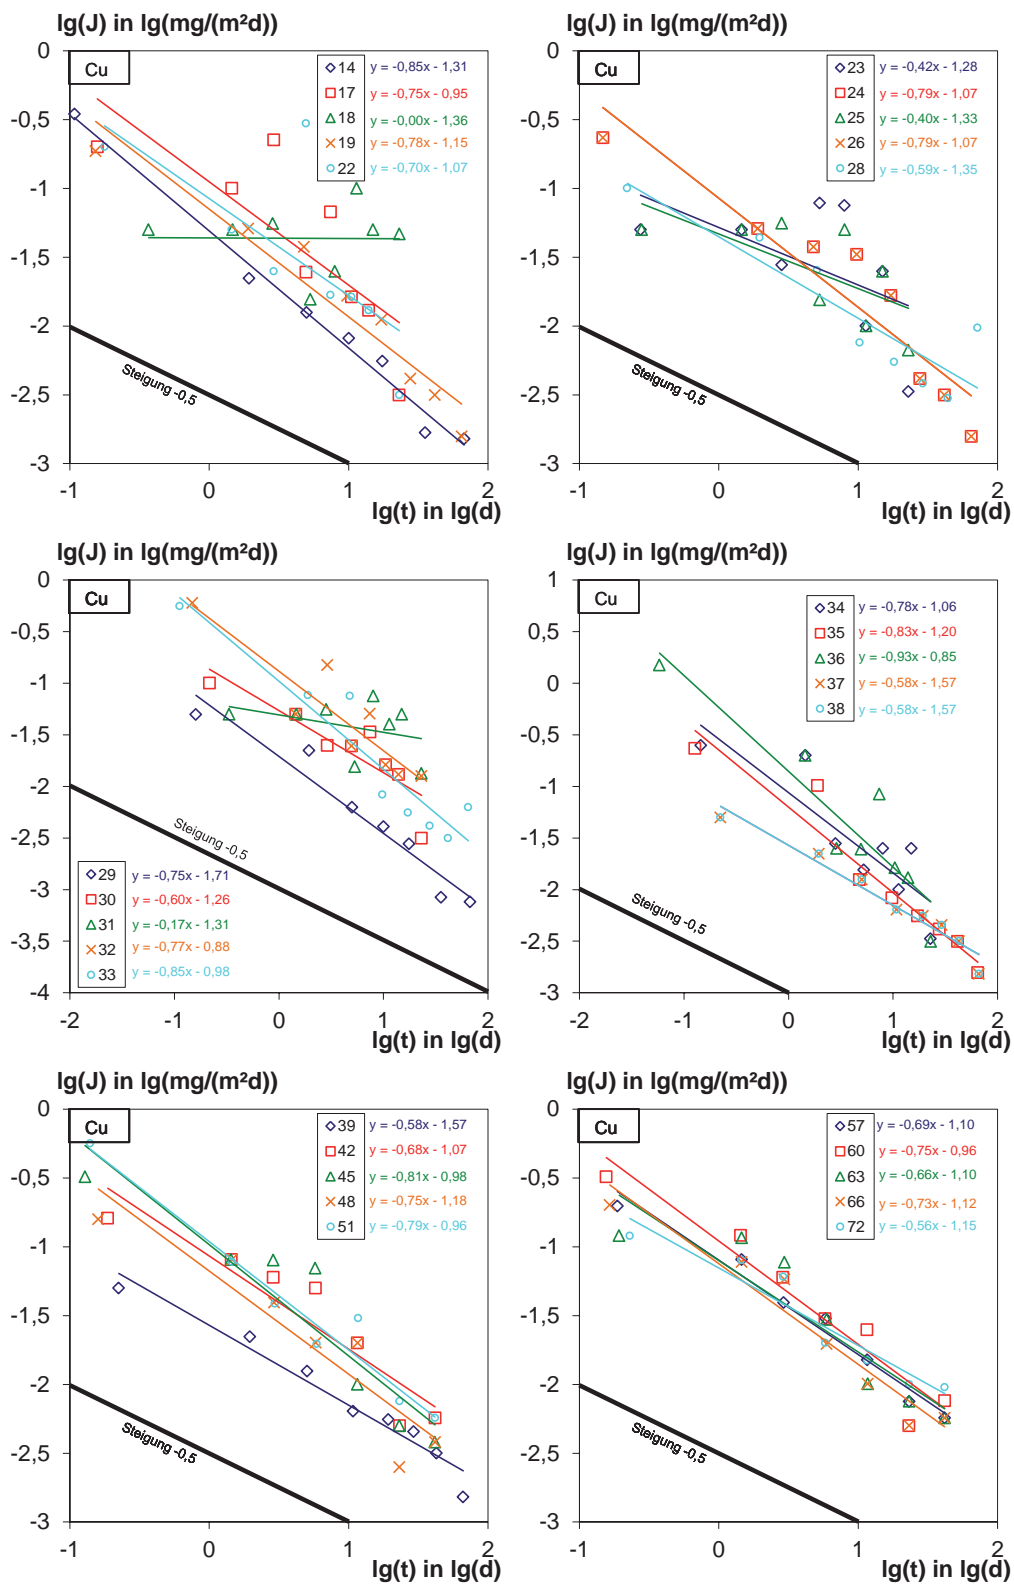 lg(J) in lg(mg/(m²d))
0
-0,5
-1
-1,5
-2
-2,5
-3
-1
0
1
2
lg(t) in lg(d)
Cu
14 y = -0,85x - 1,31
17 y = -0,75x - 0,95
18 y = -0,00x - 1,36
19 y = -0,78x - 1,15
22 y = -0,70x - 1,07
Steigung -0,5
lg(J) in lg(mg/(m²d))
0
-0,5
-1
-1,5
-2
-2,5
-3
-1
0
1
2
lg(t) in lg(d)
Cu
23 y = -0,42x - 1,28
24 y = -0,79x - 1,07
25 y = -0,40x - 1,33
26 y = -0,79x - 1,07
28 y = -0,59x - 1,35
Steigung -0,5
lg(J) in lg(mg/(m²d))
0
-0,5
-1
-1,5
-2
-2,5
-3
-3,5
-4
-2
-1
0
1
2
lg(t) in lg(d)
Cu
Steigung -0,5
29 y = -0,75x - 1,71
30 y = -0,60x - 1,26
31 y = -0,17x - 1,31
32 y = -0,77x - 0,88
33 y = -0,85x - 0,98
lg(J) in lg(mg/(m²d))
1
0,5
0
-0,5
-1
-1,5
-2
-2,5
-3
-2
-1
0
1
2
lg(t) in lg(d)
Cu
34 y = -0,78x - 1,06
35 y = -0,83x - 1,20
36 y = -0,93x - 0,85
37 y = -0,58x - 1,57
38 y = -0,58x - 1,57
Steigung -0,5
lg(J) in lg(mg/(m²d))
0
-0,5
-1
-1,5
-2
-2,5
-3
-1
0
1
2
lg(t) in lg(d)
Cu
39 y = -0,58x - 1,57
42 y = -0,68x - 1,07
45 y = -0,81x - 0,98
48 y = -0,75x - 1,18
51 y = -0,79x - 0,96
Steigung -0,5
lg(J) in lg(mg/(m²d))
0
-0,5
-1
-1,5
-2
-2,5
-3
-1
0
1
2
lg(t) in lg(d)
Cu
57 y = -0,69x - 1,10
60 y = -0,75x - 0,96
63 y = -0,66x - 1,10
66 y = -0,73x - 1,12
72 y = -0,56x - 1,15
Steigung -0,5